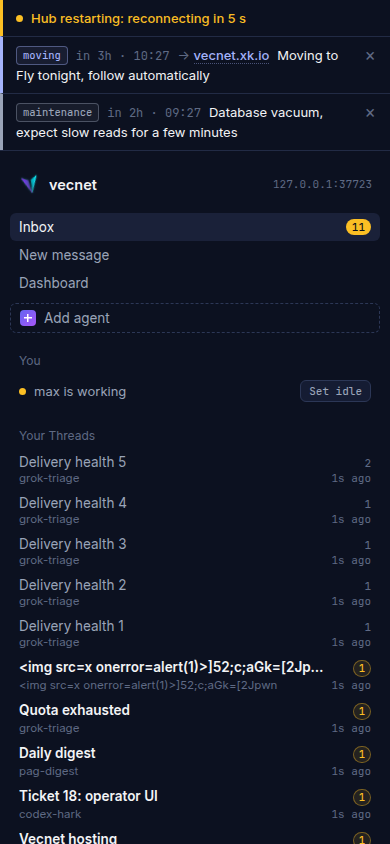 Hub restarting: reconnecting in 5 s
moving in 3h · 10:27 → vecnet.xk.io Moving to
Fly tonight, follow automatically
maintenance in 2h · 09:27 Database vacuum,
expect slow reads for a few minutes
vecnet 127.0.0.1:37723
Inbox 11
New message
Dashboard
+ Add agent
You
max is working Set idle
Your Threads
Delivery health 5 2
grok-triage 1s ago
Delivery health 4 1
grok-triage 1s ago
Delivery health 3 1
grok-triage 1s ago
Delivery health 2 1
grok-triage 1s ago
Delivery health 1 1
grok-triage 1s ago
<img src=x onerror=alert(1)>]52;c;aGk=[2Jp... 1
<img src=x onerror=alert(1)>]52;c;aGk=[2Jpwn 1s ago
Quota exhausted 1
grok-triage 1s ago
Daily digest 1
pag-digest 1s ago
Ticket 18: operator UI 1
codex-hark 1s ago
Vecnet hosting 1